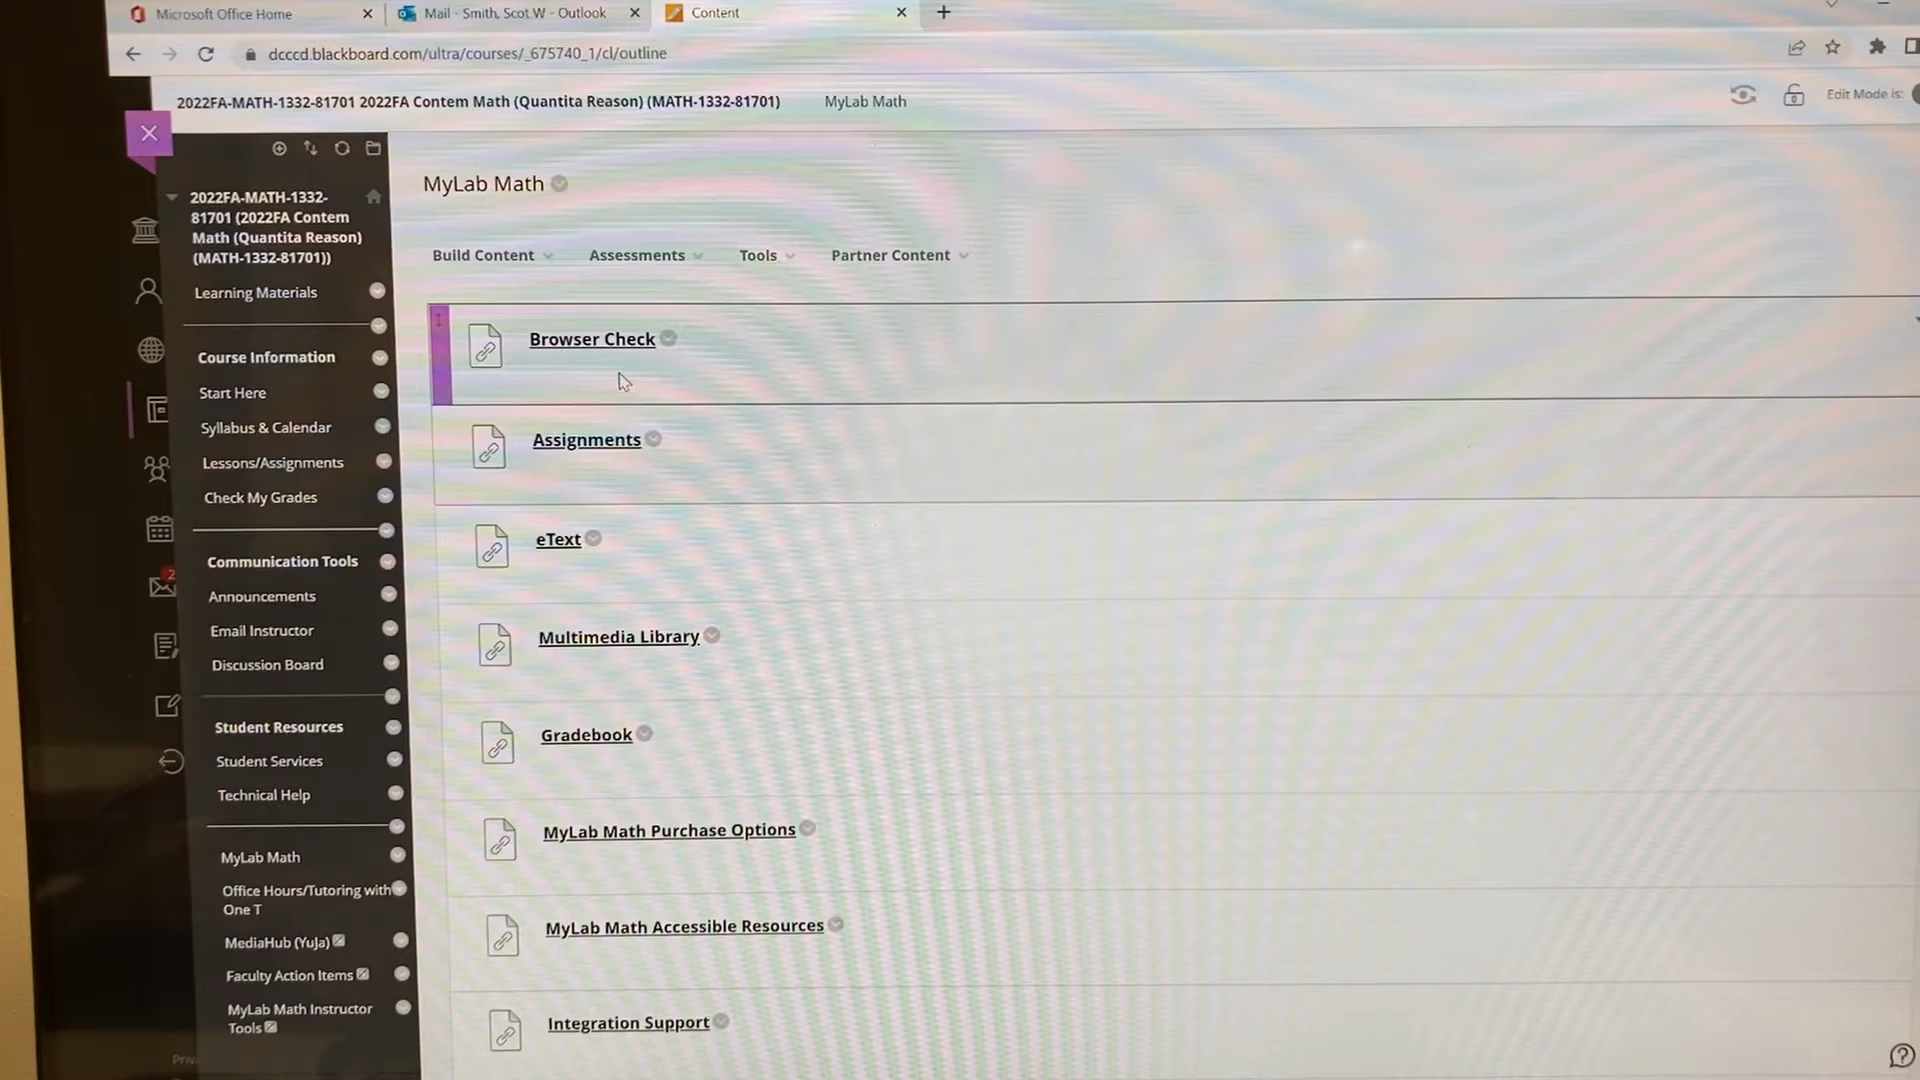 Microsoft Office Home
Mail - Smith, Scot W - Outlook
Content
dcccd.blackboard.com/ultra/courses/_675740_1/cl/outline
2022FA-MATH-1332-81701 2022FA Contem Math (Quantita Reason) (MATH-1332-81701)
MyLab Math
Edit Mode is:
2022FA-MATH-1332-
81701 (2022FA Contem
Math (Quantita Reason)
(MATH-1332-81701))
Learning Materials
Course Information
Start Here
Syllabus & Calendar
Lessons/Assignments
Check My Grades
Communication Tools
Announcements
2
Email Instructor
Discussion Board
Student Resources
Student Services
Technical Help
MyLab Math
Office Hours/Tutoring with
One T
MediaHub (YuJa)
Faculty Action Items
MyLab Math Instructor
Tools
MyLab Math
Build Content
Assessments
Tools
Partner Content
Browser Check
Assignments
eText
Multimedia Library
Gradebook
MyLab Math Purchase Options
MyLab Math Accessible Resources
Integration Support